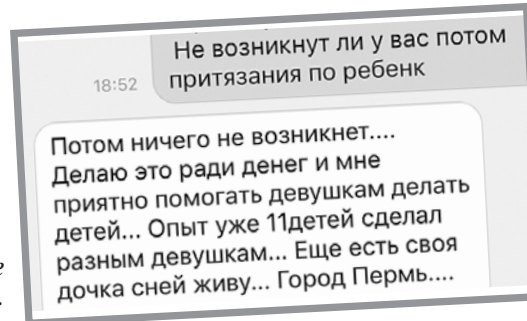 Не возникнут ли у вас потом
18:52 притязания по ребенк
Потом ничего не возникнет....
Делаю это ради денег и мне
приятно помогать девушкам делать
детей... Опыт уже 11детей сделал
разным девушкам... Еще есть своя
дочка сней живу... Город Пермь....